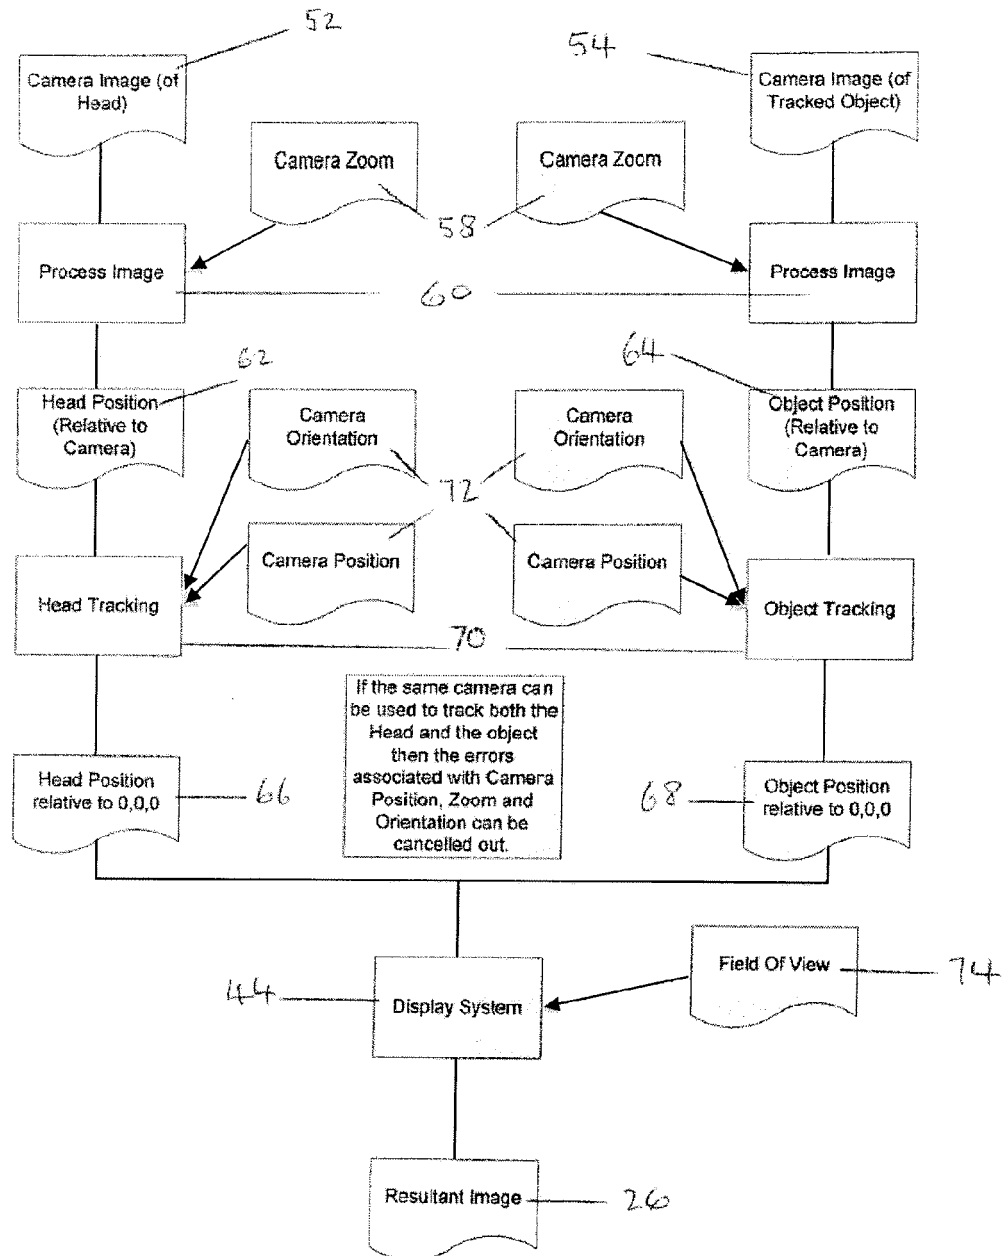 52
54
Camera Image (of
Head)
Camera Image (of
Tracked Object)
Camera Zoom
Camera Zoom
58
Process Image
Process Image
60
62
64
Head Position
(Relative to
Camera)
Camera
Orientation
Camera
Orientation
Object Position
(Relative to
Camera)
72
Camera Position
Camera Position
Head Tracking
Object Tracking
70
If the same camera can
be used to track both the
Head and the object
then the errors
associated with Camera
Position, Zoom and
Orientation can be
cancelled out.
Head Position
relative to 0,0,0
66
68
Object Position
relative to 0,0,0
Field Of View
74
44
Display System
Resultant Image
26